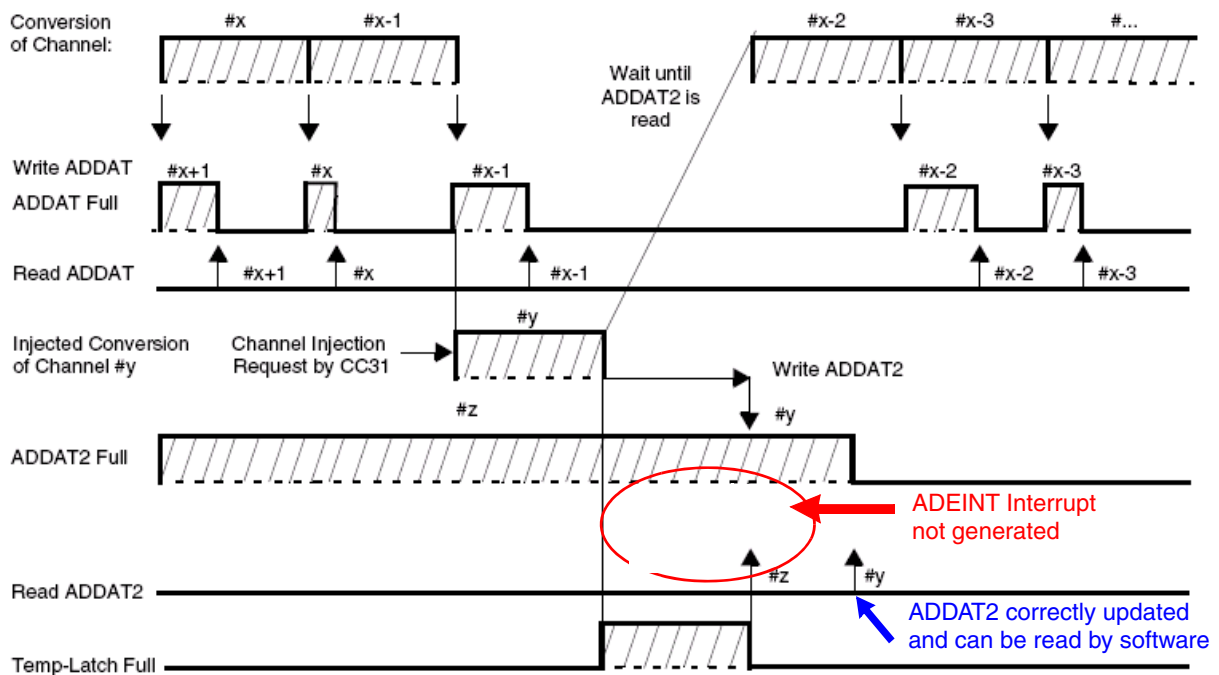 Conversion
of Channel:
#x
#x-1
#x-2
#x-3
#...
Wait until
ADDAT2 is
read
Write ADDAT
ADDAT Full
#x+1
#x
#x-1
#x-2
#x-3
Read ADDAT
#x+1
#x
#x-1
#x-2
#x-3
Injected Conversion
of Channel #y
Channel Injection
Request by CC31
#y
Write ADDAT2
#z
#y
ADDAT2 Full
ADEINT Interrupt
not generated
Read ADDAT2
#z
#y
ADDAT2 correctly updated
and can be read by software
Temp-Latch Full